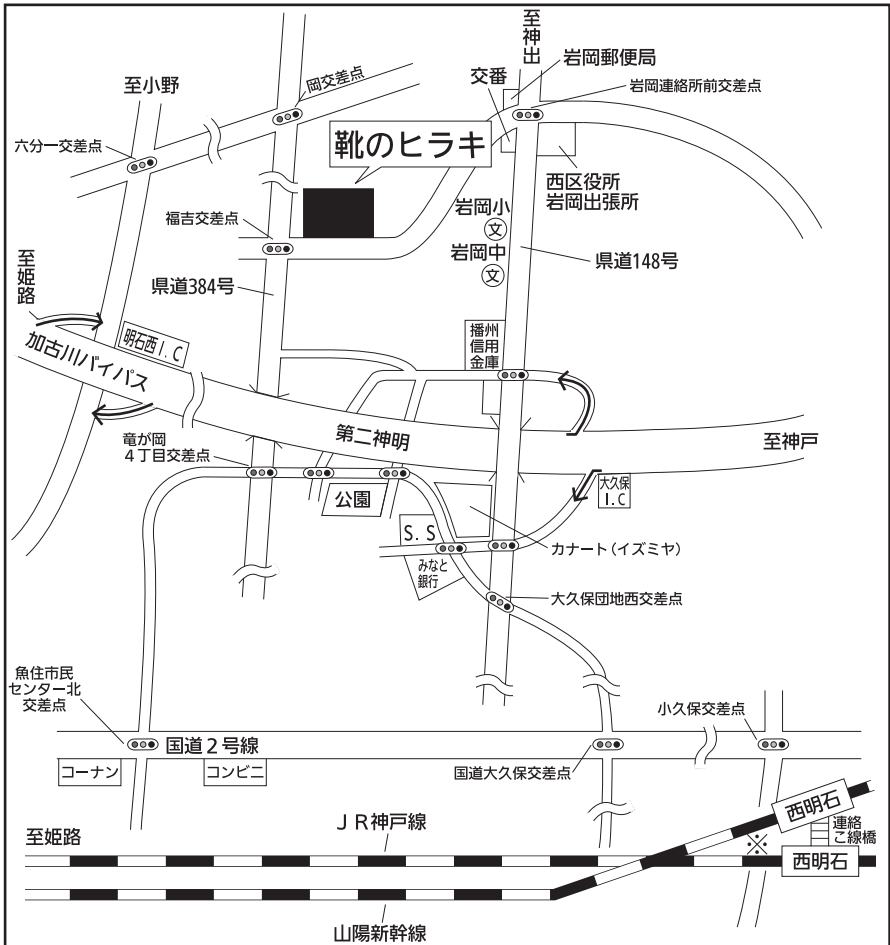 至神出
岩岡郵便局
交番
岩岡連絡所前交差点
至小野
岡交差点
六分一交差点
靴のヒラキ
西区役所
岩岡出張所
岩岡小
文
福吉交差点
岩岡中
文
県道148号
至姫路
県道384号
明石西I.C
播州
信用
金庫
加古川バイパス
第二神明
至神戸
竜が岡
4丁目交差点
大久保
I.C
公園
S.S
カナート(イズミヤ)
みなと
銀行
大久保団地西交差点
魚住市民
センター北
交差点
小久保交差点
国道2号線
コーナン
コンビニ
国道大久保交差点
西明石
JR神戸線
連絡
こ線橋
至姫路
※
西明石
山陽新幹線